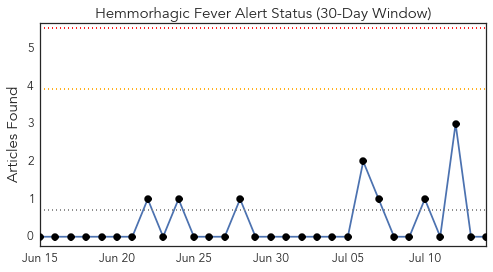 Hemmorhagic Fever Alert Status (30-Day Window)
Articles Found
5
4
3
2
1
0
Jun 15 Jun 20 Jun 25 Jun 30 Jul 05 Jul 10